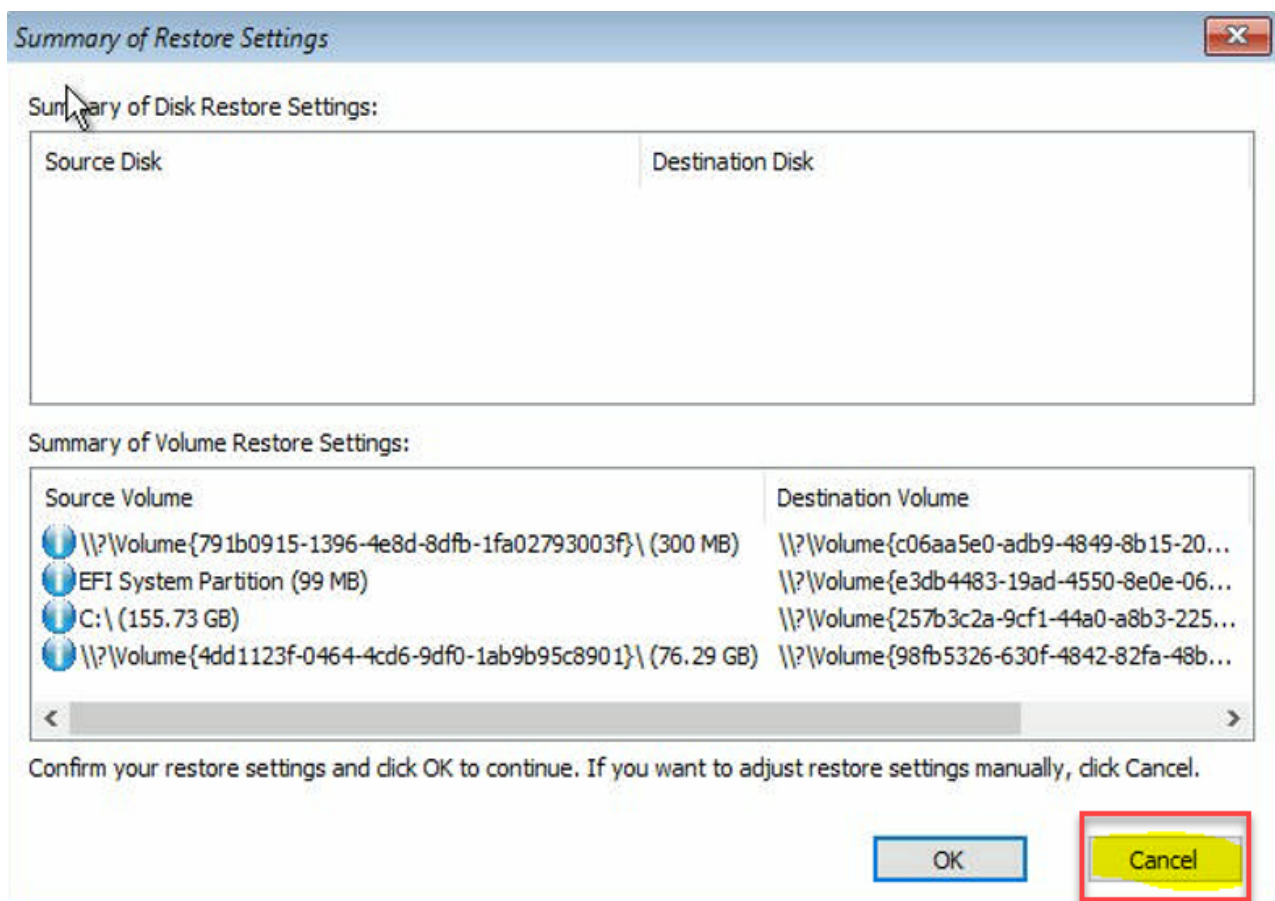 Summary of Restore Settings
Summary of Disk Restore Settings:
Source Disk Destination Disk
Summary of Volume Restore Settings:
Source Volume Destination Volume
\\?\Volume{791b0915-1396-4e8d-8dfb-1fa02793003f}\ (300 MB) \\?\Volume{c06aa5e0-adb9-4849-8b15-20...
EFI System Partition (99 MB) \\?\Volume{e3db4483-19ad-4550-8e0e-06...
C:\ (155.73 GB) \\?\Volume{257b3c2a-9cf1-44a0-a8b3-225...
\\?\Volume{4dd1123f-0464-4cd6-9df0-1ab9b95c8901}\ (76.29 GB) \\?\Volume{98fb5326-630f-4842-82fa-48b...
Confirm your restore settings and click OK to continue. If you want to adjust restore settings manually, click Cancel.
OK Cancel